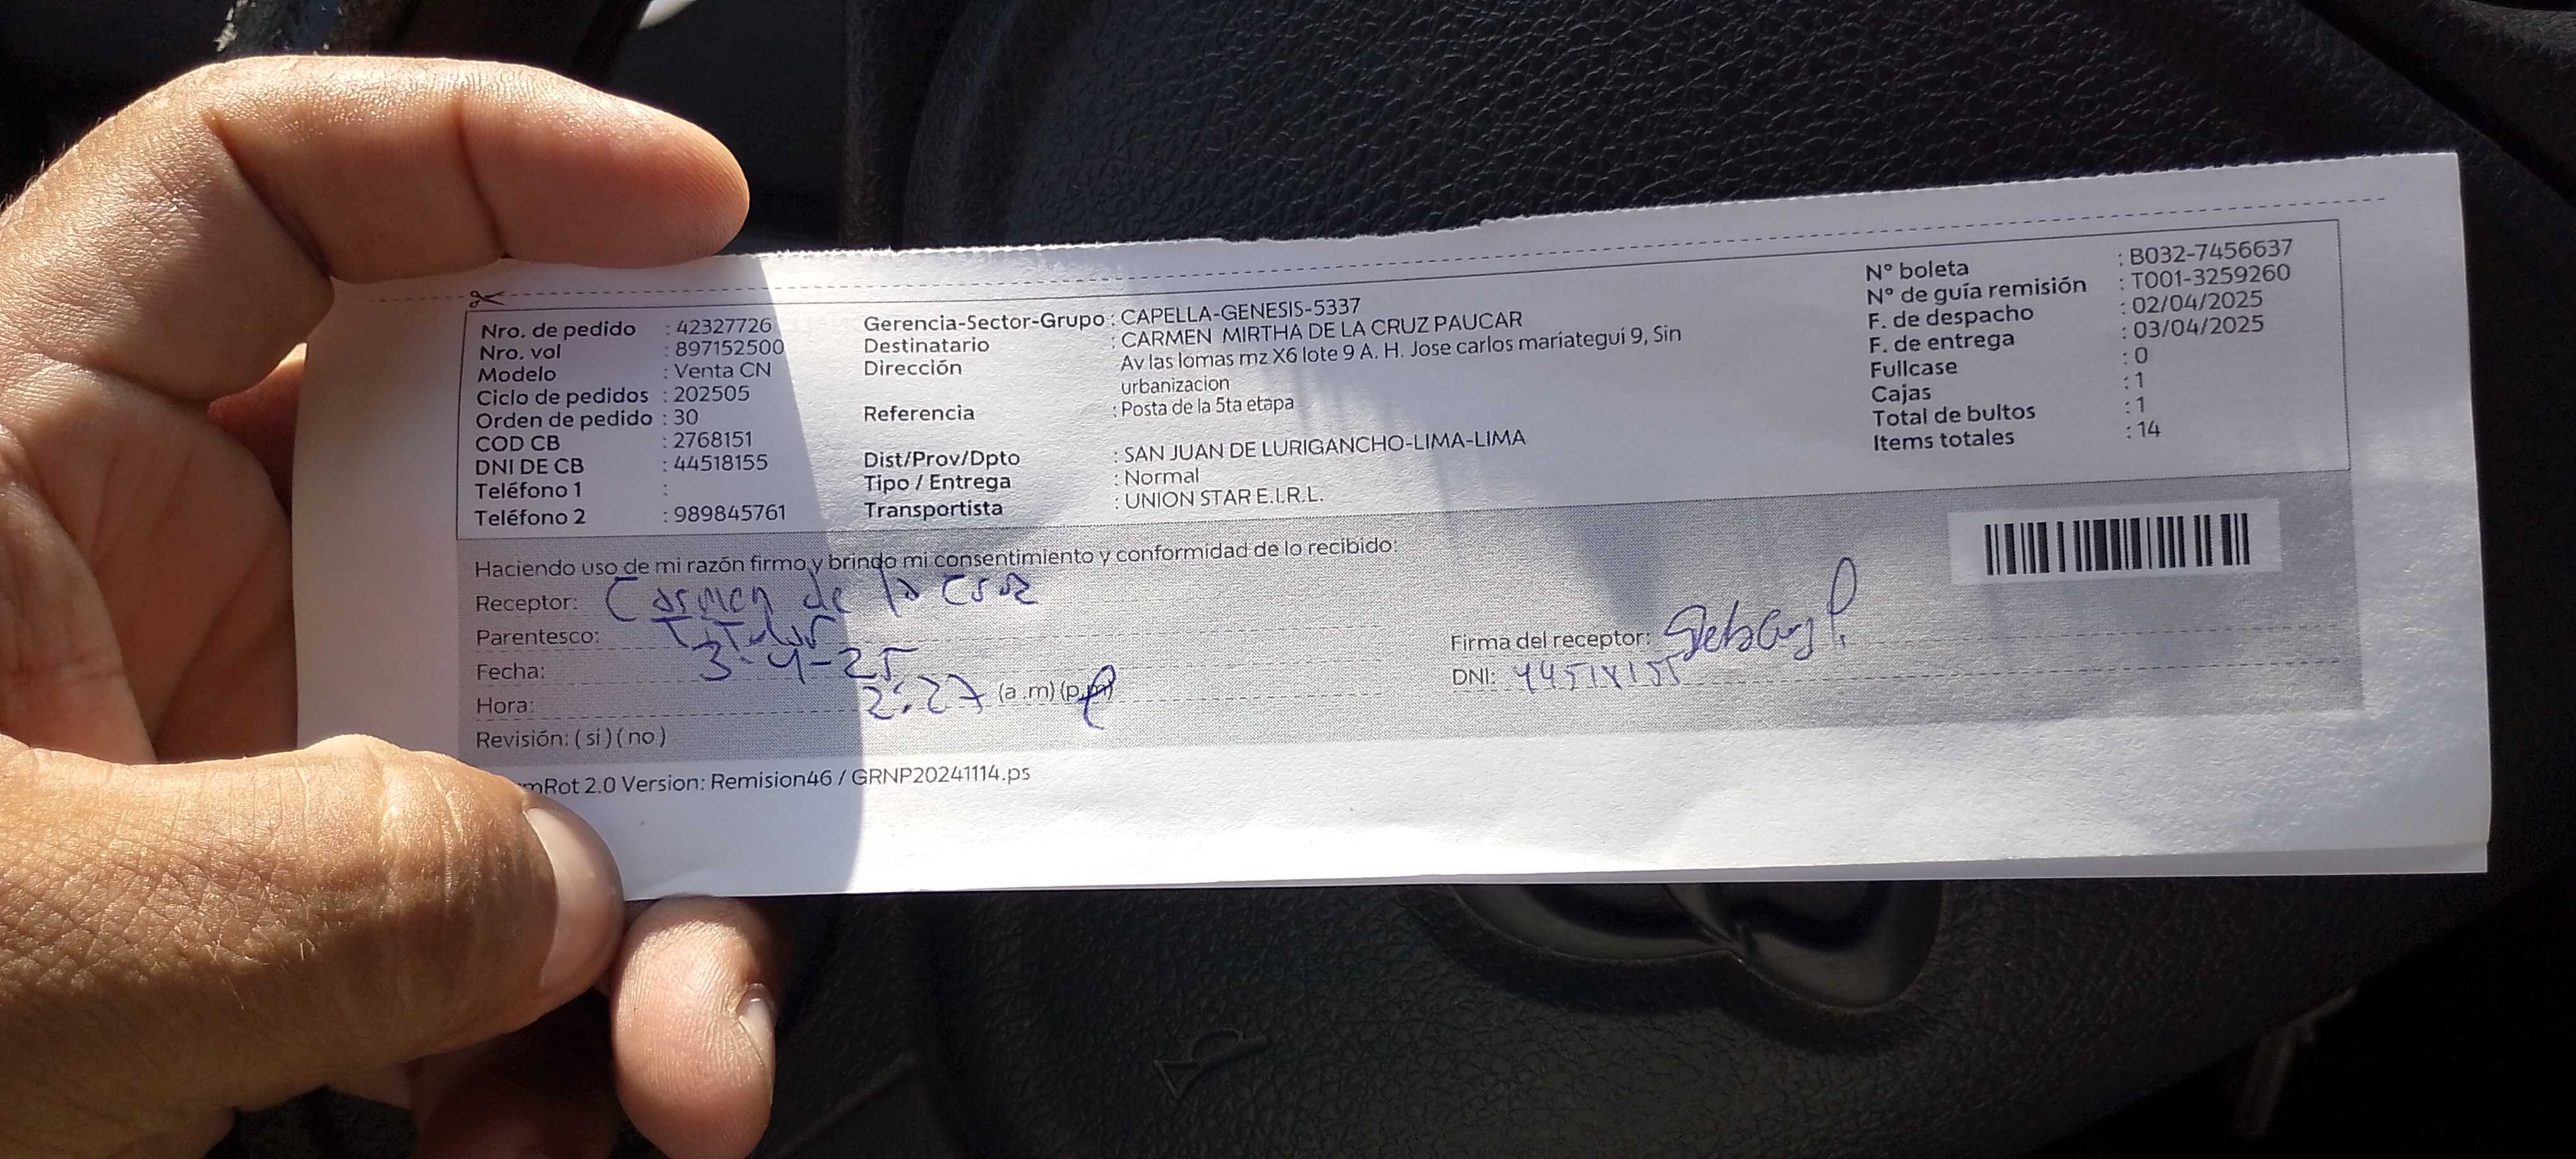 Nro. de pedido : 42327726
Nro. vol : 897152500
Modelo : Venta CN
Ciclo de pedidos : 202505
Orden de pedido : 30
COD CB : 2768151
DNI DE CB : 44518155
Teléfono 1 :
Teléfono 2 : 989845761
Gerencia-Sector-Grupo : CAPELLA-GENESIS-5337
Destinatario : CARMEN MIRTHA DE LA CRUZ PAUCAR
Dirección : Av las lomas mz X6 lote 9 A. H. Jose carlos mariategui 9, Sin
urbanizacion
Referencia : Posta de la 5ta etapa
Dist/Prov/Dpto : SAN JUAN DE LURIGANCHO-LIMA-LIMA
Tipo / Entrega : Normal
Transportista : UNION STAR E.I.R.L.
N° boleta : B032-7456637
N° de guía remisión : T001-3259260
F. de despacho : 02/04/2025
F. de entrega : 03/04/2025
Fullcase : 0
Cajas : 1
Total de bultos : 1
Items totales : 14
Haciendo uso de mi razón firmo y brindo mi consentimiento y conformidad de lo recibido:
Receptor: Carmen de la Cruz
Parentesco: Titular
Fecha: 3-4-25
Hora: 2:27 (a.m) (p.m)
Revisión: ( si ) ( no )
Firma del receptor:
DNI: 44518155
mRot 2.0 Version: Remision46 / GRNP20241114.ps